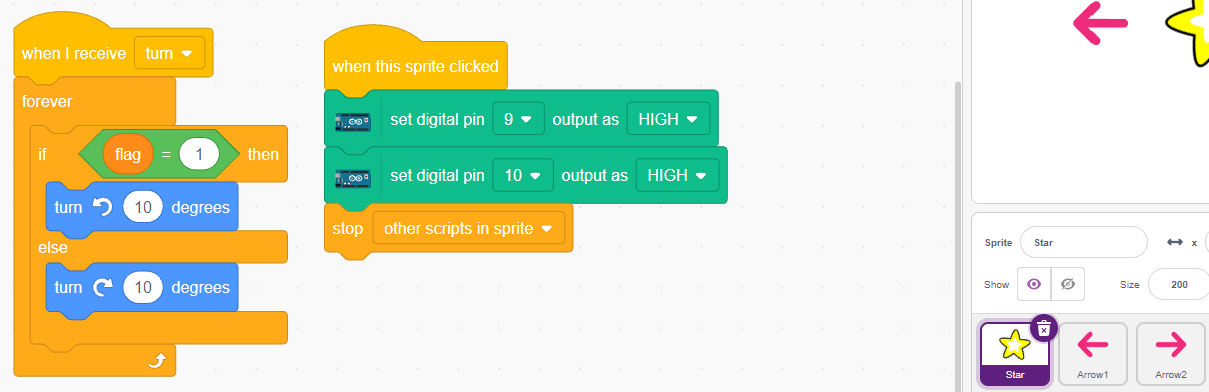 when I receive turn
forever
if flag = 1 then
turn 10 degrees
else
turn 10 degrees
when this sprite clicked
set digital pin 9 output as HIGH
set digital pin 10 output as HIGH
stop other scripts in sprite
Sprite Star x
Show Size 200
Star Arrow1 Arrow2